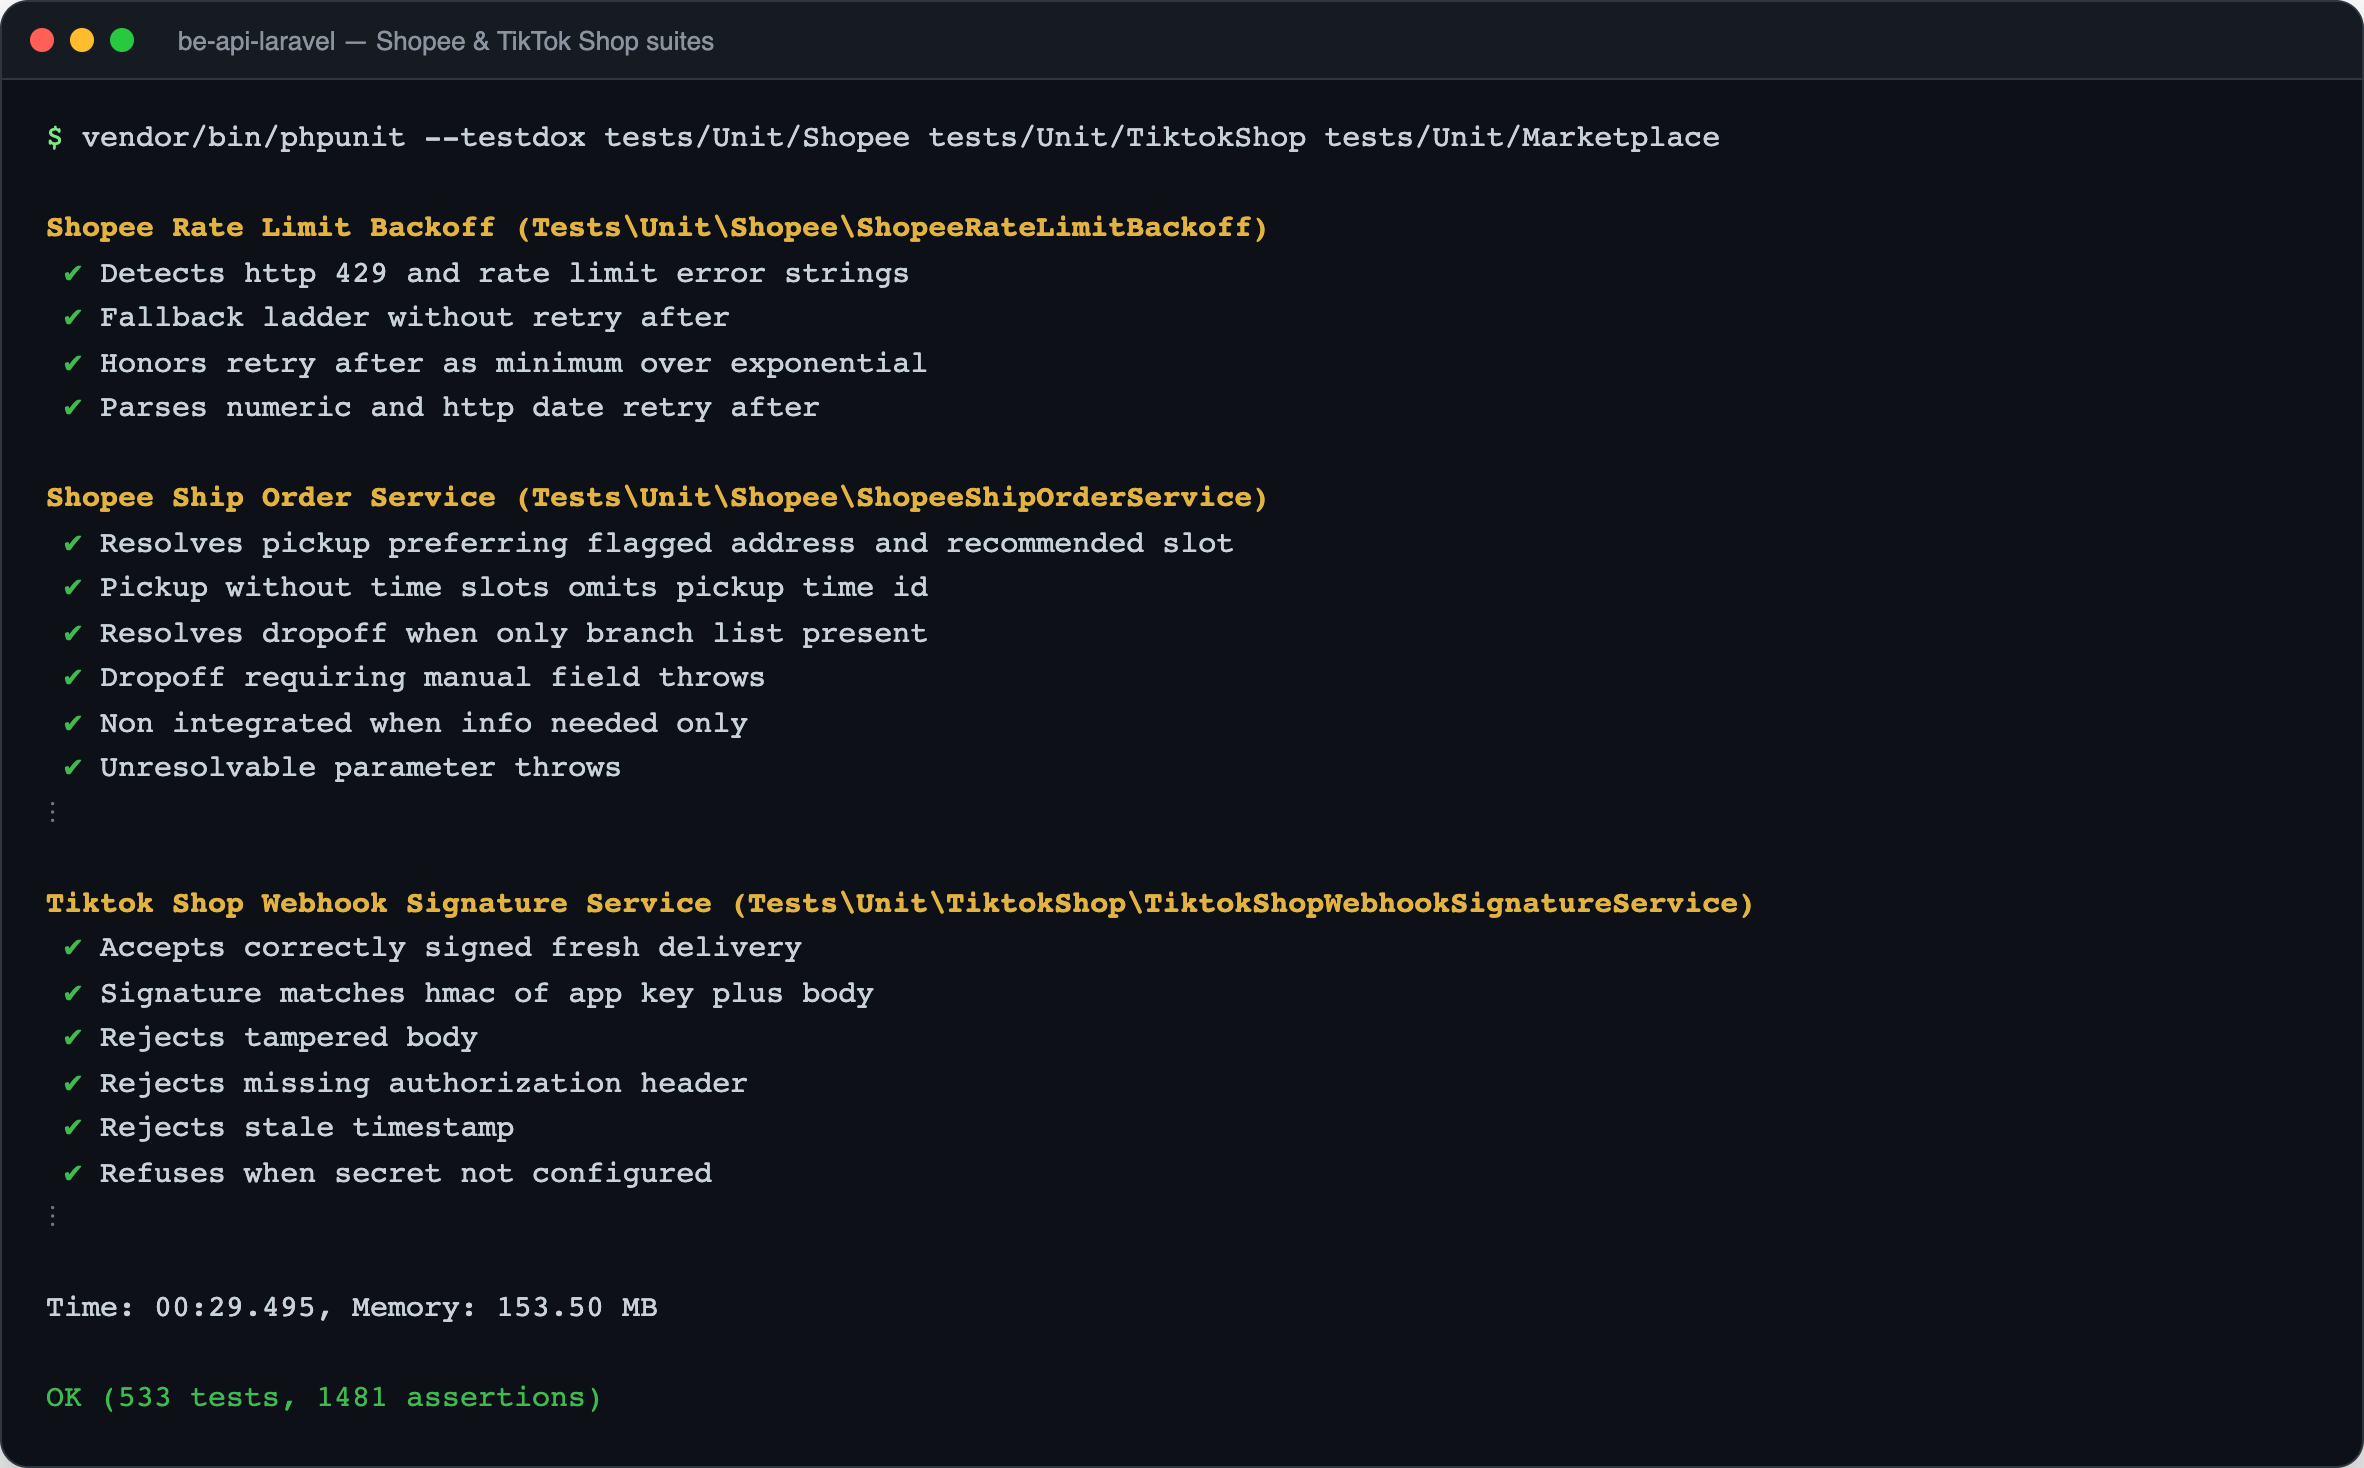 be-api-laravel — Shopee & TikTok Shop suites
$ vendor/bin/phpunit --testdox tests/Unit/Shopee tests/Unit/TiktokShop tests/Unit/Marketplace
Shopee Rate Limit Backoff (Tests\Unit\Shopee\ShopeeRateLimitBackoff)
✔ Detects http 429 and rate limit error strings
✔ Fallback ladder without retry after
✔ Honors retry after as minimum over exponential
✔ Parses numeric and http date retry after
Shopee Ship Order Service (Tests\Unit\Shopee\ShopeeShipOrderService)
✔ Resolves pickup preferring flagged address and recommended slot
✔ Pickup without time slots omits pickup time id
✔ Resolves dropoff when only branch list present
✔ Dropoff requiring manual field throws
✔ Non integrated when info needed only
✔ Unresolvable parameter throws
⋮
Tiktok Shop Webhook Signature Service (Tests\Unit\TiktokShop\TiktokShopWebhookSignatureService)
✔ Accepts correctly signed fresh delivery
✔ Signature matches hmac of app key plus body
✔ Rejects tampered body
✔ Rejects missing authorization header
✔ Rejects stale timestamp
✔ Refuses when secret not configured
⋮
Time: 00:29.495, Memory: 153.50 MB
OK (533 tests, 1481 assertions)